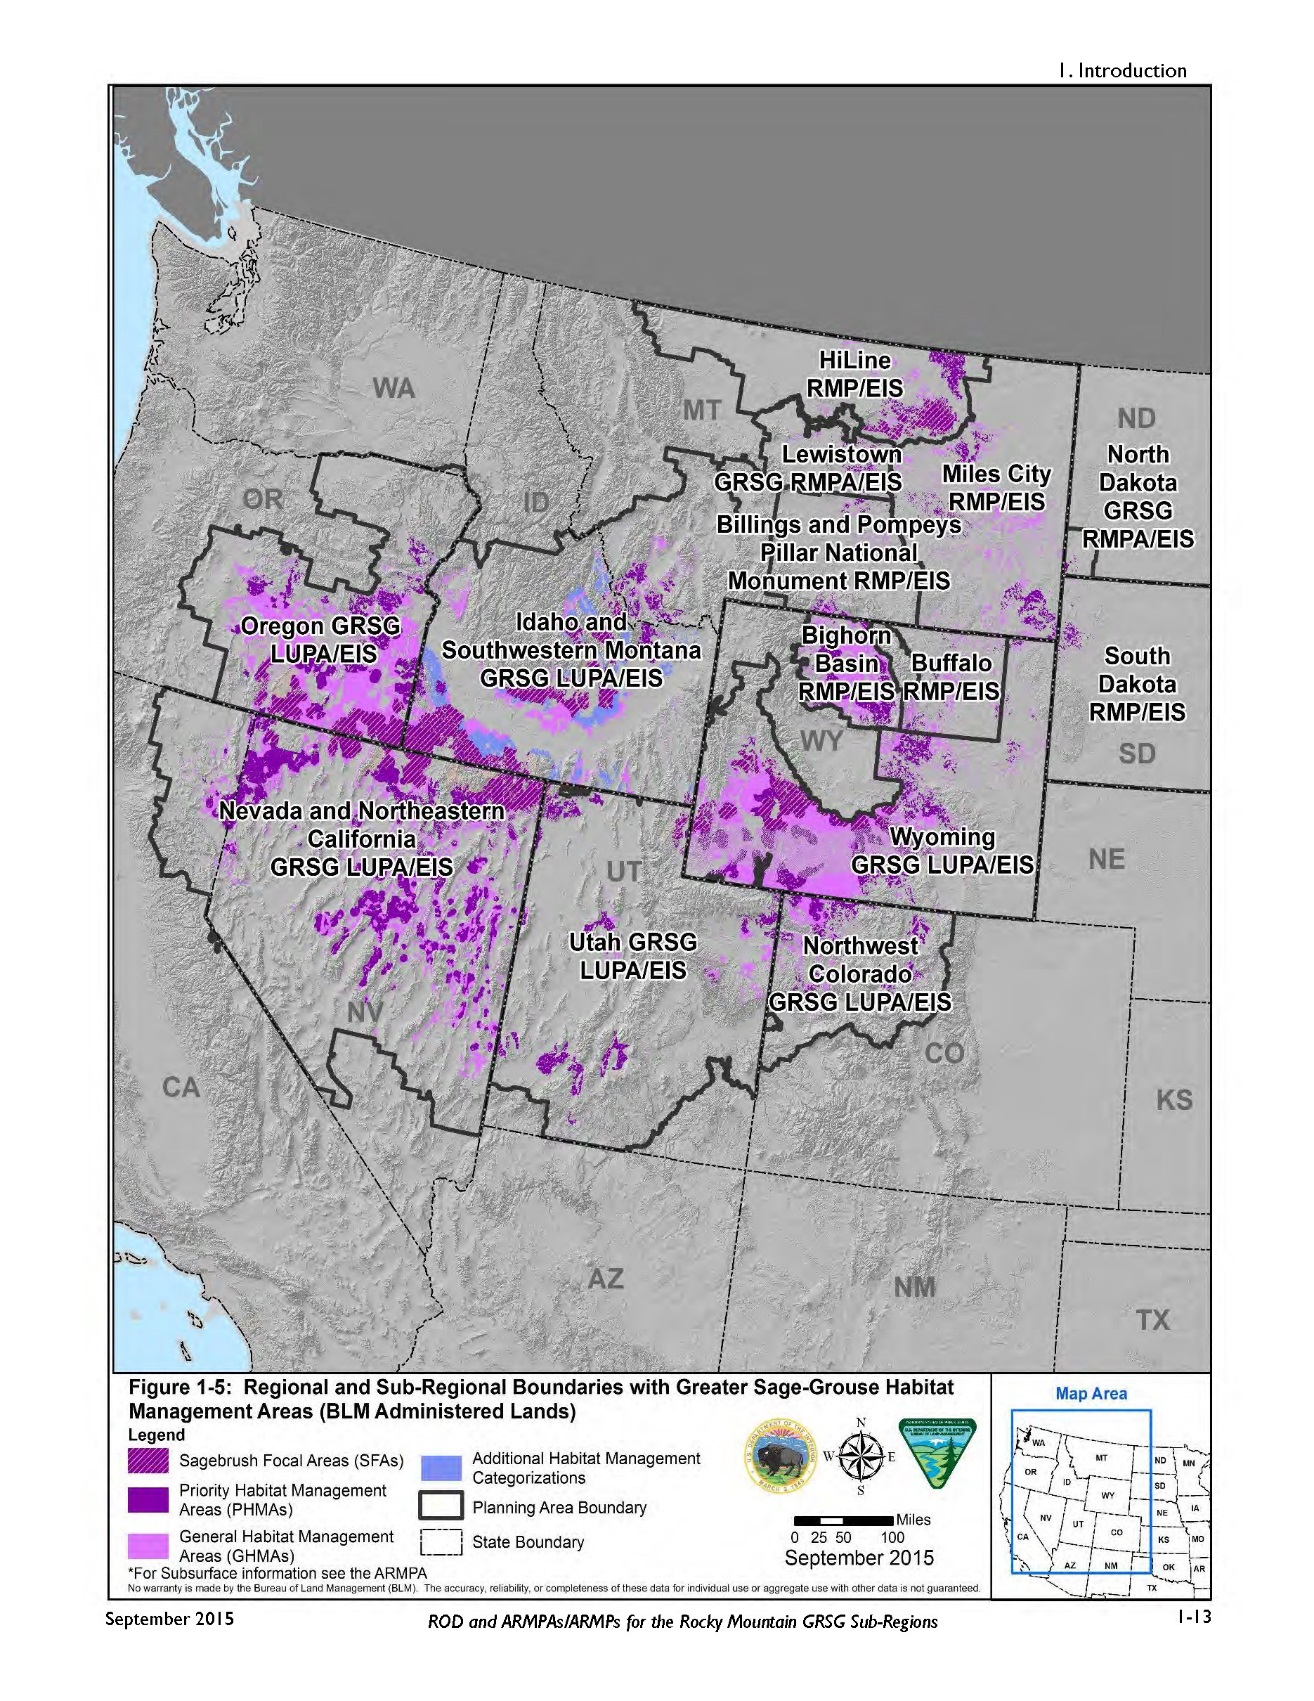 1. Introduction
HiLine
RMP/EIS
WA
MT
ND
Lewistown
GRSG RMPA/EIS
Miles City
RMP/EIS
North
Dakota
GRSG
RMPA/EIS
OR
ID
Billings and Pompeys
Pillar National
Monument RMP/EIS
Oregon GRSG
LUPA/EIS
Idaho and
Southwestern Montana
GRSG LUPA/EIS
Bighorn
Basin
RMP/EIS
Buffalo
RMP/EIS
South
Dakota
RMP/EIS
WY
SD
Nevada and Northeastern
California
GRSG LUPA/EIS
Wyoming
GRSG LUPA/EIS
UT
NE
Utah GRSG
LUPA/EIS
Northwest
Colorado
GRSG LUPA/EIS
NV
CO
CA
KS
AZ
NM
TX
Figure 1-5: Regional and Sub-Regional Boundaries with Greater Sage-Grouse Habitat
Management Areas (BLM Administered Lands)
Legend
Sagebrush Focal Areas (SFAs)
Priority Habitat Management
Areas (PHMAs)
General Habitat Management
Areas (GHMAs)
Additional Habitat Management
Categorizations
Planning Area Boundary
State Boundary
*For Subsurface information see the ARMPA
No warranty is made by the Bureau of Land Management (BLM). The accuracy, reliability, or completeness of these data for individual use or aggregate use with other data is not guaranteed.
N
W
E
S
Miles
0 25 50 100
September 2015
Map Area
WA
MT
ND
MN
OR
ID
SD
WY
NE
IA
NV
UT
CO
CA
KS
MO
AZ
NM
OK
AR
TX
September 2015
ROD and ARMPAs/ARMPs for the Rocky Mountain GRSG Sub-Regions
1-13